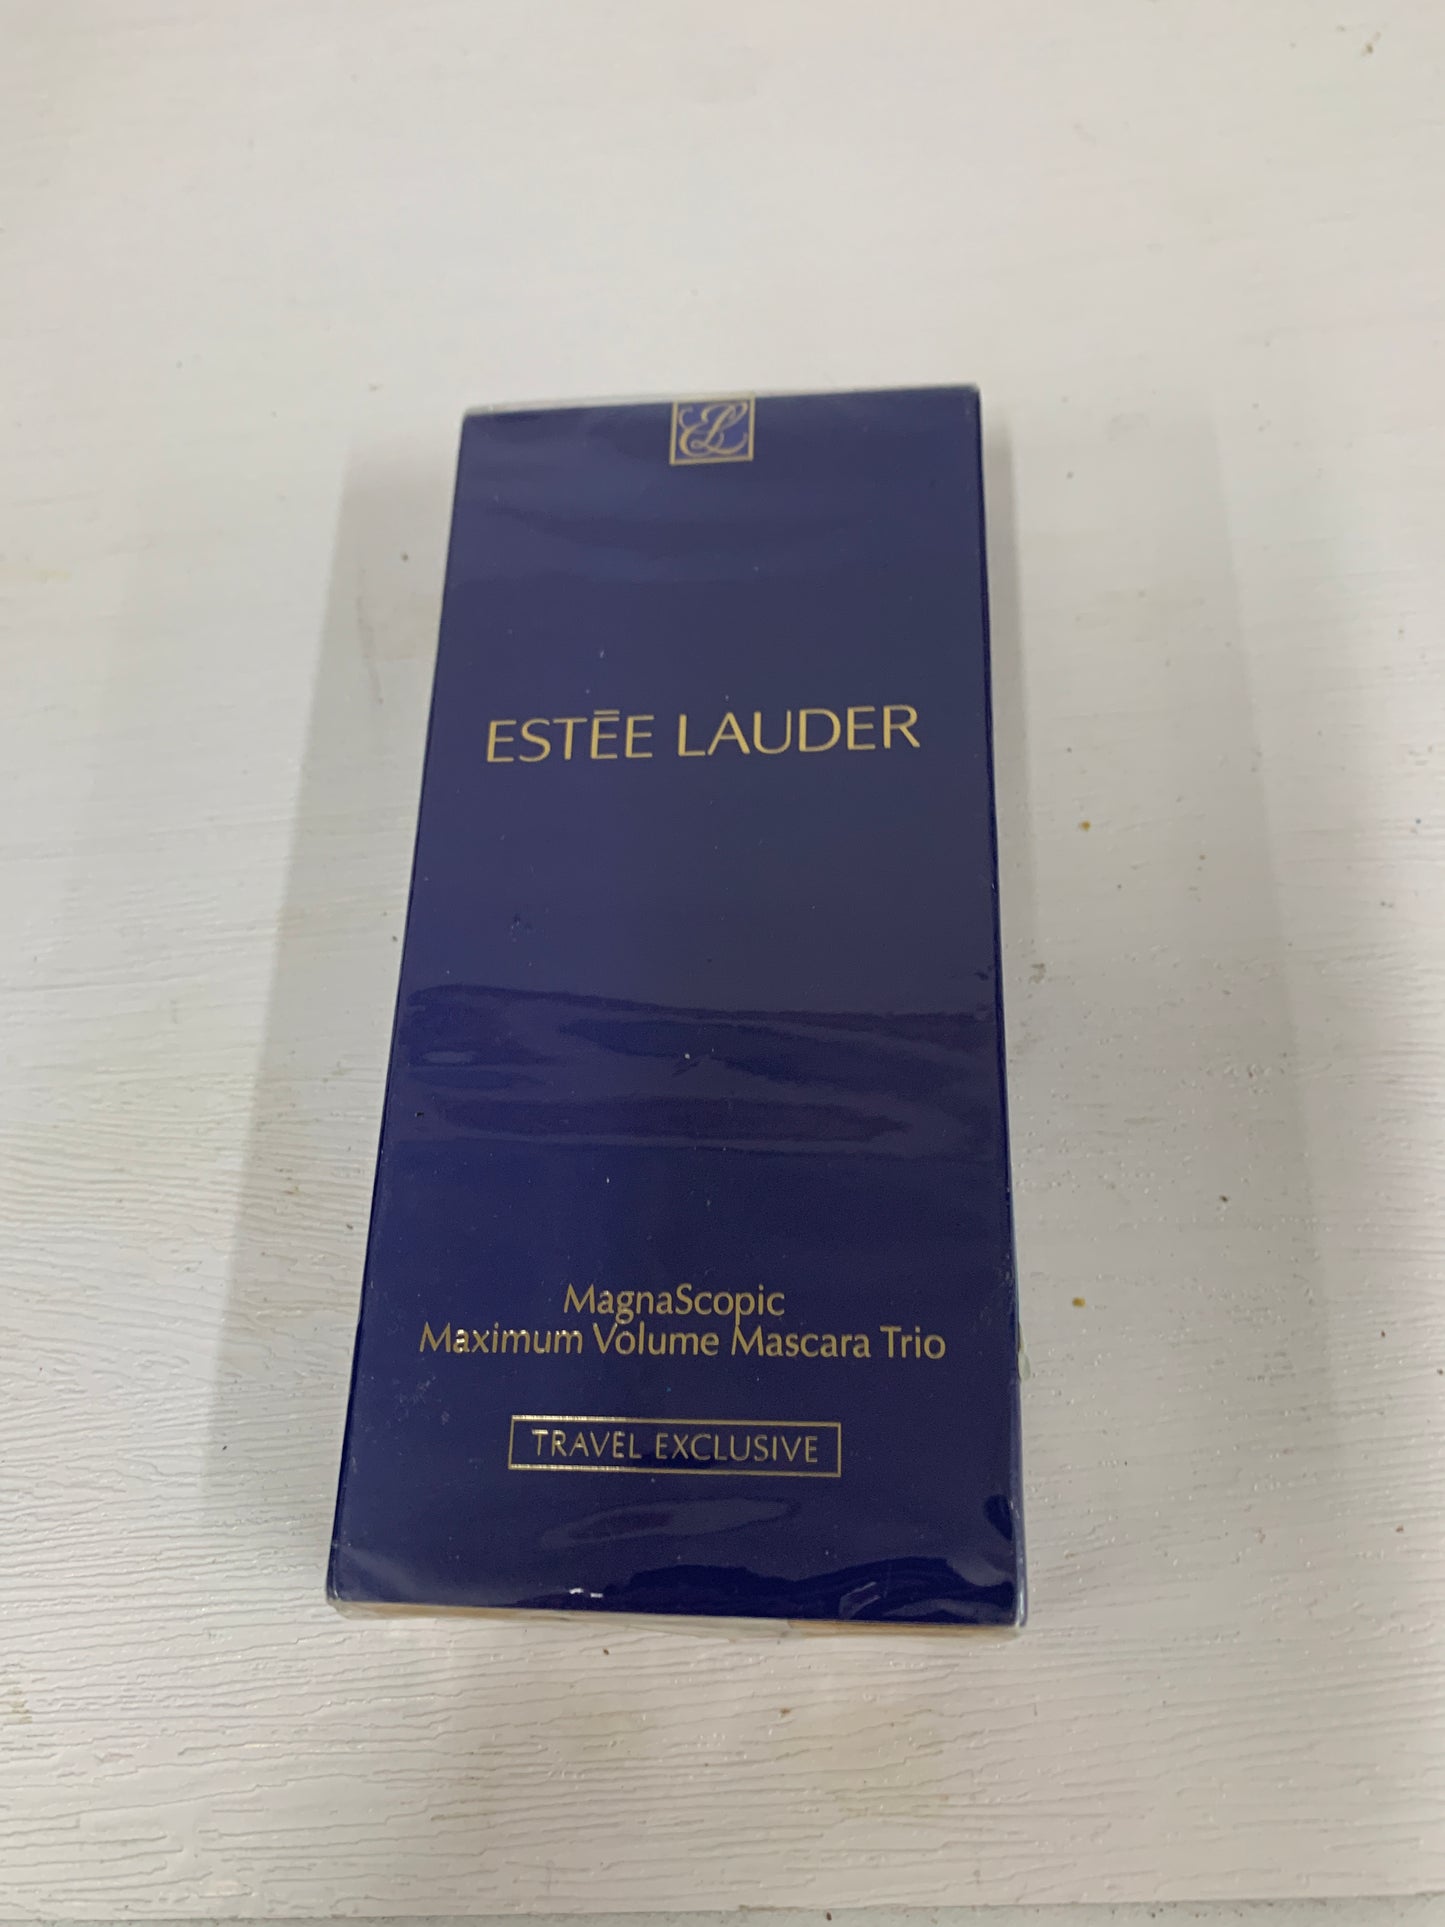 EL
ESTĒE LAUDER
MagnaScopic
Maximum Volume Mascara Trio
TRAVEL EXCLUSIVE